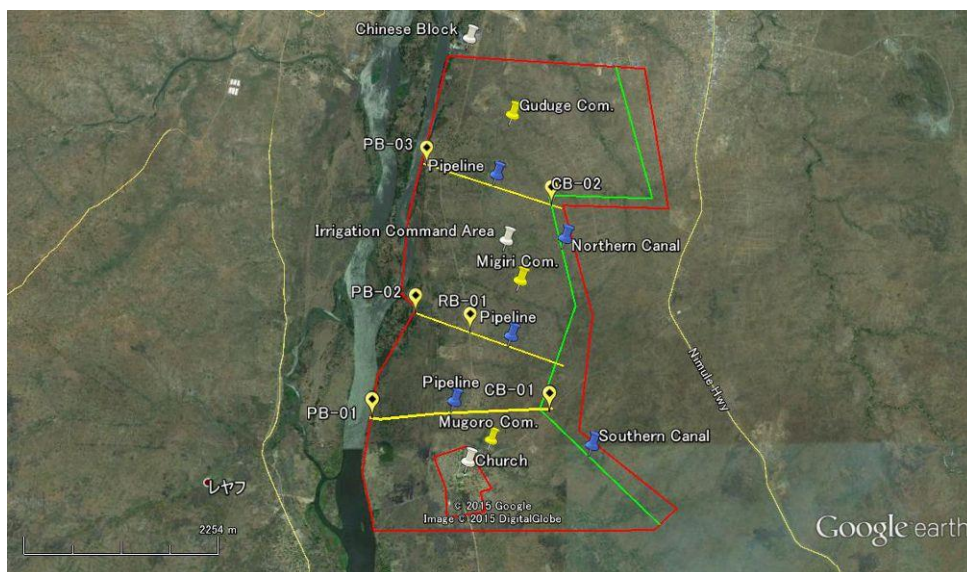 Chinese Block
Guduge Com.
PB-03
Pipeline
CB-02
Irrigation Command Area
Northern Canal
Migiri Com.
PB-02
RB-01
Pipeline
Nimule Hwy
Pipeline
CB-01
PB-01
Mugoro Com.
Southern Canal
Church
レヤフ
© 2015 Google
Image © 2015 DigitalGlobe
2254 m
Google earth